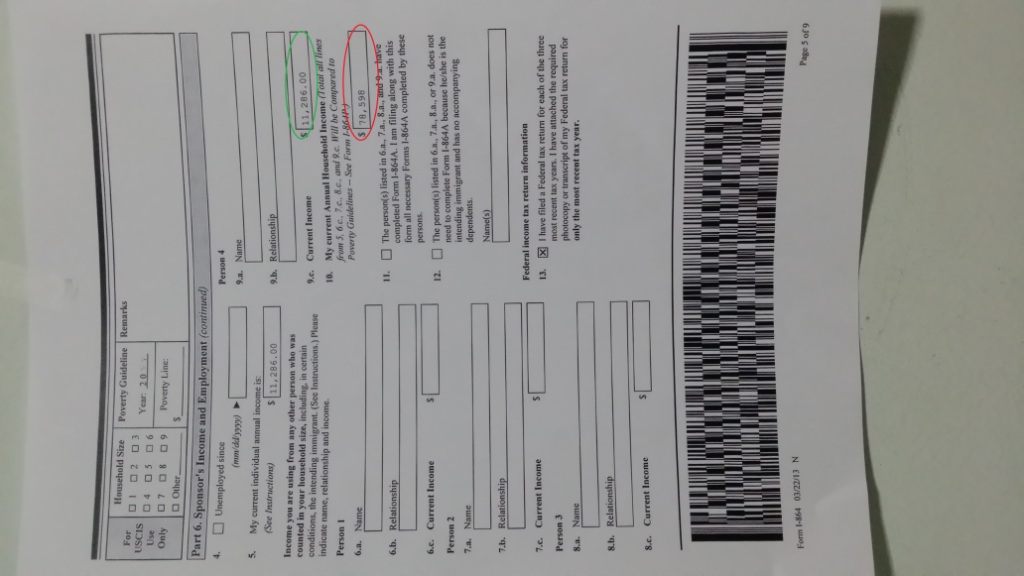 For
USCIS
Use
Only
Household Size
☐ 1 ☐ 2 ☐ 3
☐ 4 ☐ 5 ☐ 6
☐ 7 ☐ 8 ☐ 9
☐ Other
Poverty Guideline
Year: 20
Poverty Line:
$
Remarks
Part 6. Sponsor's Income and Employment (continued)
4. ☐ Unemployed since
(mm/dd/yyyy) ►
5. My current individual annual income is:
(See Instructions) $ 11,286.00
Income you are using from any other person who was
counted in your household size, including, in certain
conditions, the intending immigrant. (See Instructions.) Please
indicate name, relationship and income.
Person 1
6.a. Name
6.b. Relationship
6.c. Current Income $
Person 2
7.a. Name
7.b. Relationship
7.c. Current Income $
Person 3
8.a. Name
8.b. Relationship
8.c. Current Income $
Person 4
9.a. Name
9.b. Relationship
9.c. Current Income $ 11,286.00
10. My current Annual Household Income (Total all lines
from 5, 6.c., 7.c., 8.c., and 9.c. Will be Compared to
Poverty Guidelines -- See Form I-864P.)
$ 78,598
11. ☐ The person(s) listed in 6.a., 7.a., 8.a., and 9.a. have
completed Form I-864A. I am filing along with this
form all necessary Forms I-864A completed by these
persons.
12. ☐ The person(s) listed in 6.a., 7.a., 8.a., or 9.a. does not
need to complete Form I-864A because he/she is the
intending immigrant and has no accompanying
dependents.
Name(s)
Federal income tax return information
13. ☒ I have filed a Federal tax return for each of the three
most recent tax years. I have attached the required
photocopy or transcript of my Federal tax return for
only the most recent tax year.
Form I-864 03/22/13 N
Page 5 of 9